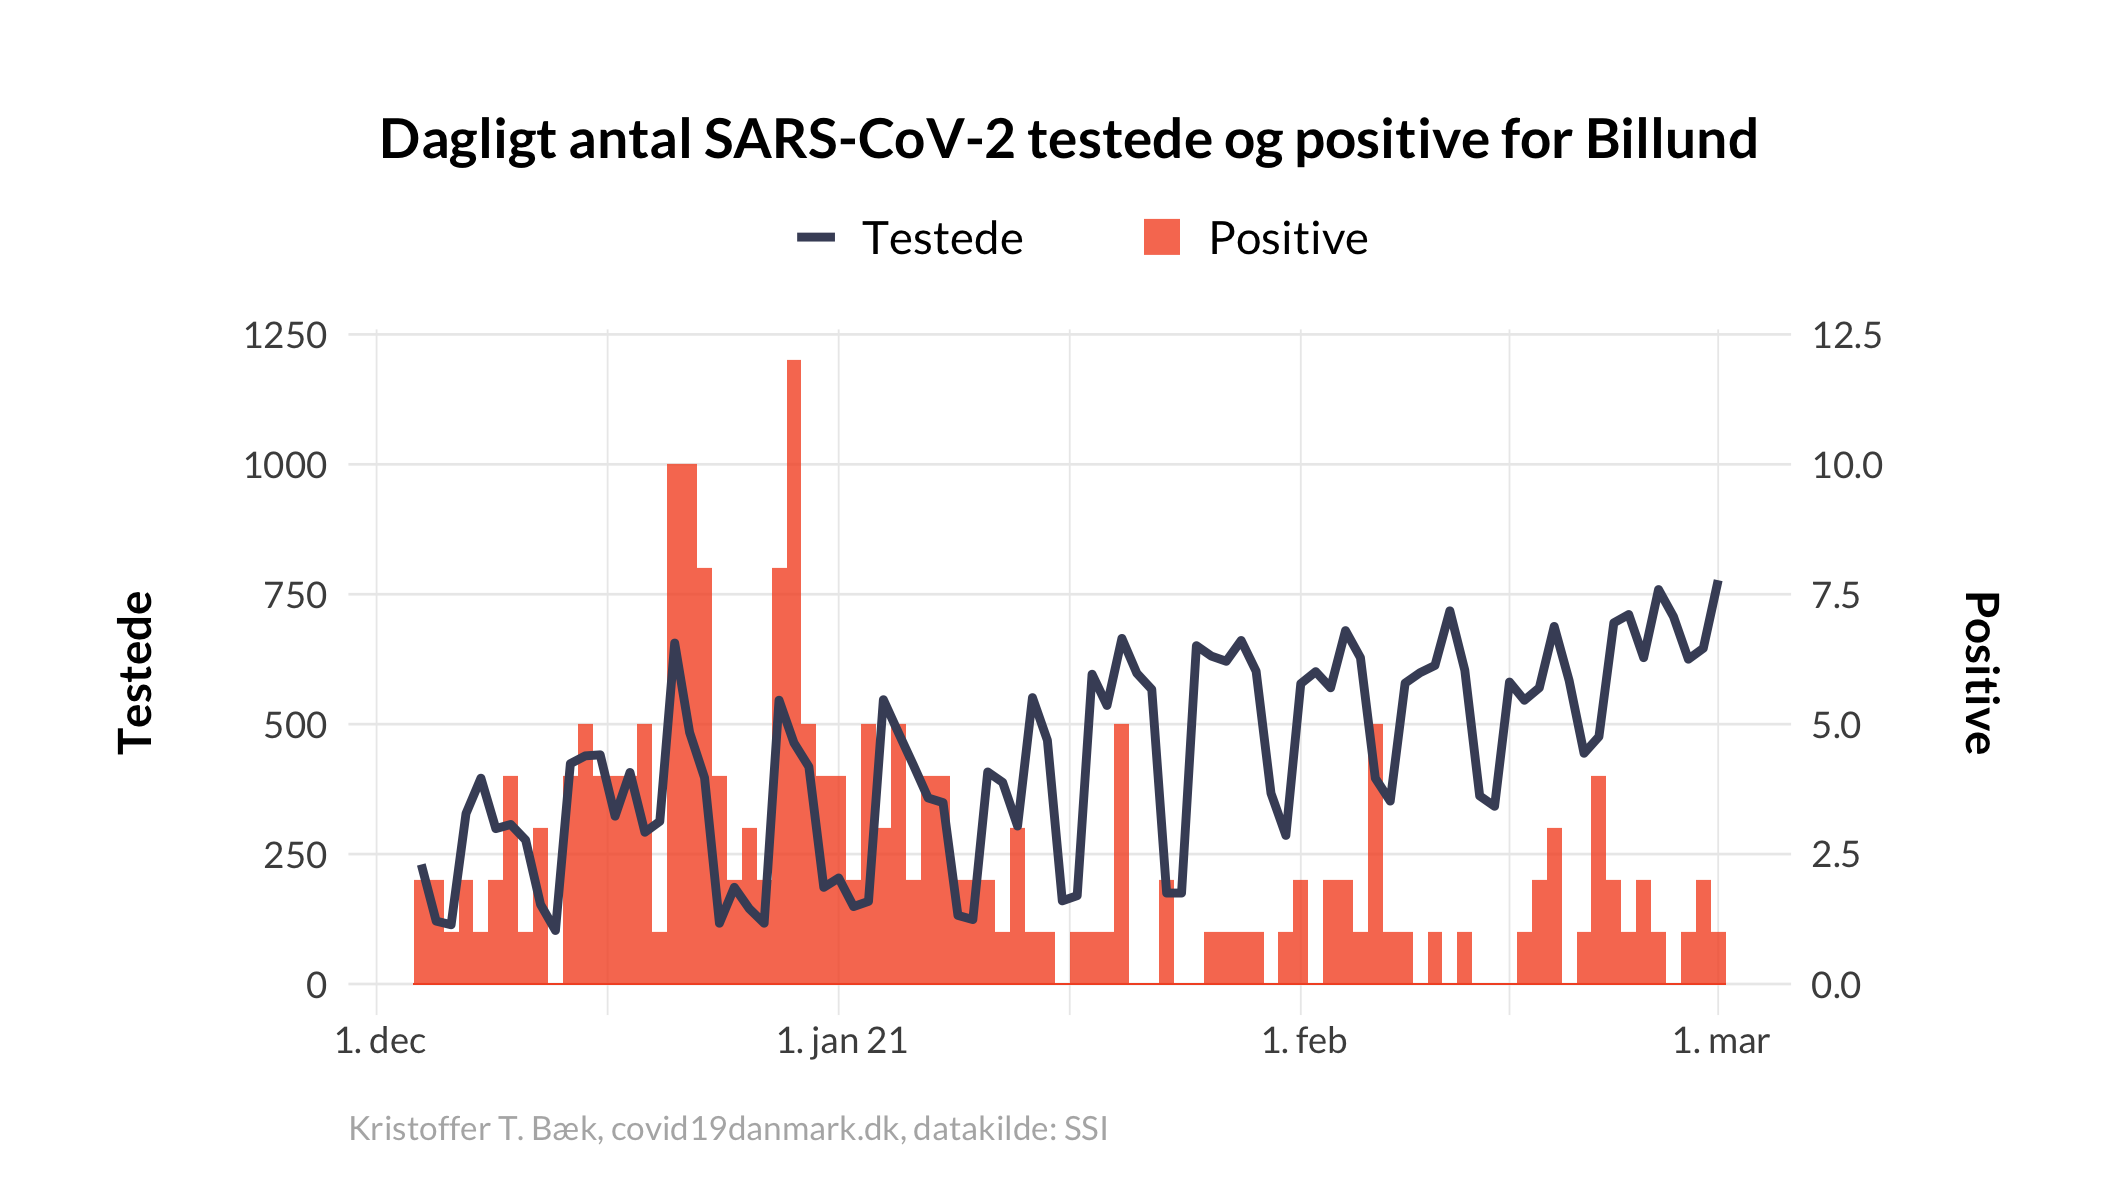 Dagligt antal SARS-CoV-2 testede og positive for Billund
Testede Positive
1250 12.5
1000 10.0
750 7.5
500 5.0
250 2.5
0 0.0
Testede
Positive
1. dec 1. jan 21 1. feb 1. mar
Kristoffer T. Bæk, covid19danmark.dk, datakilde: SSI